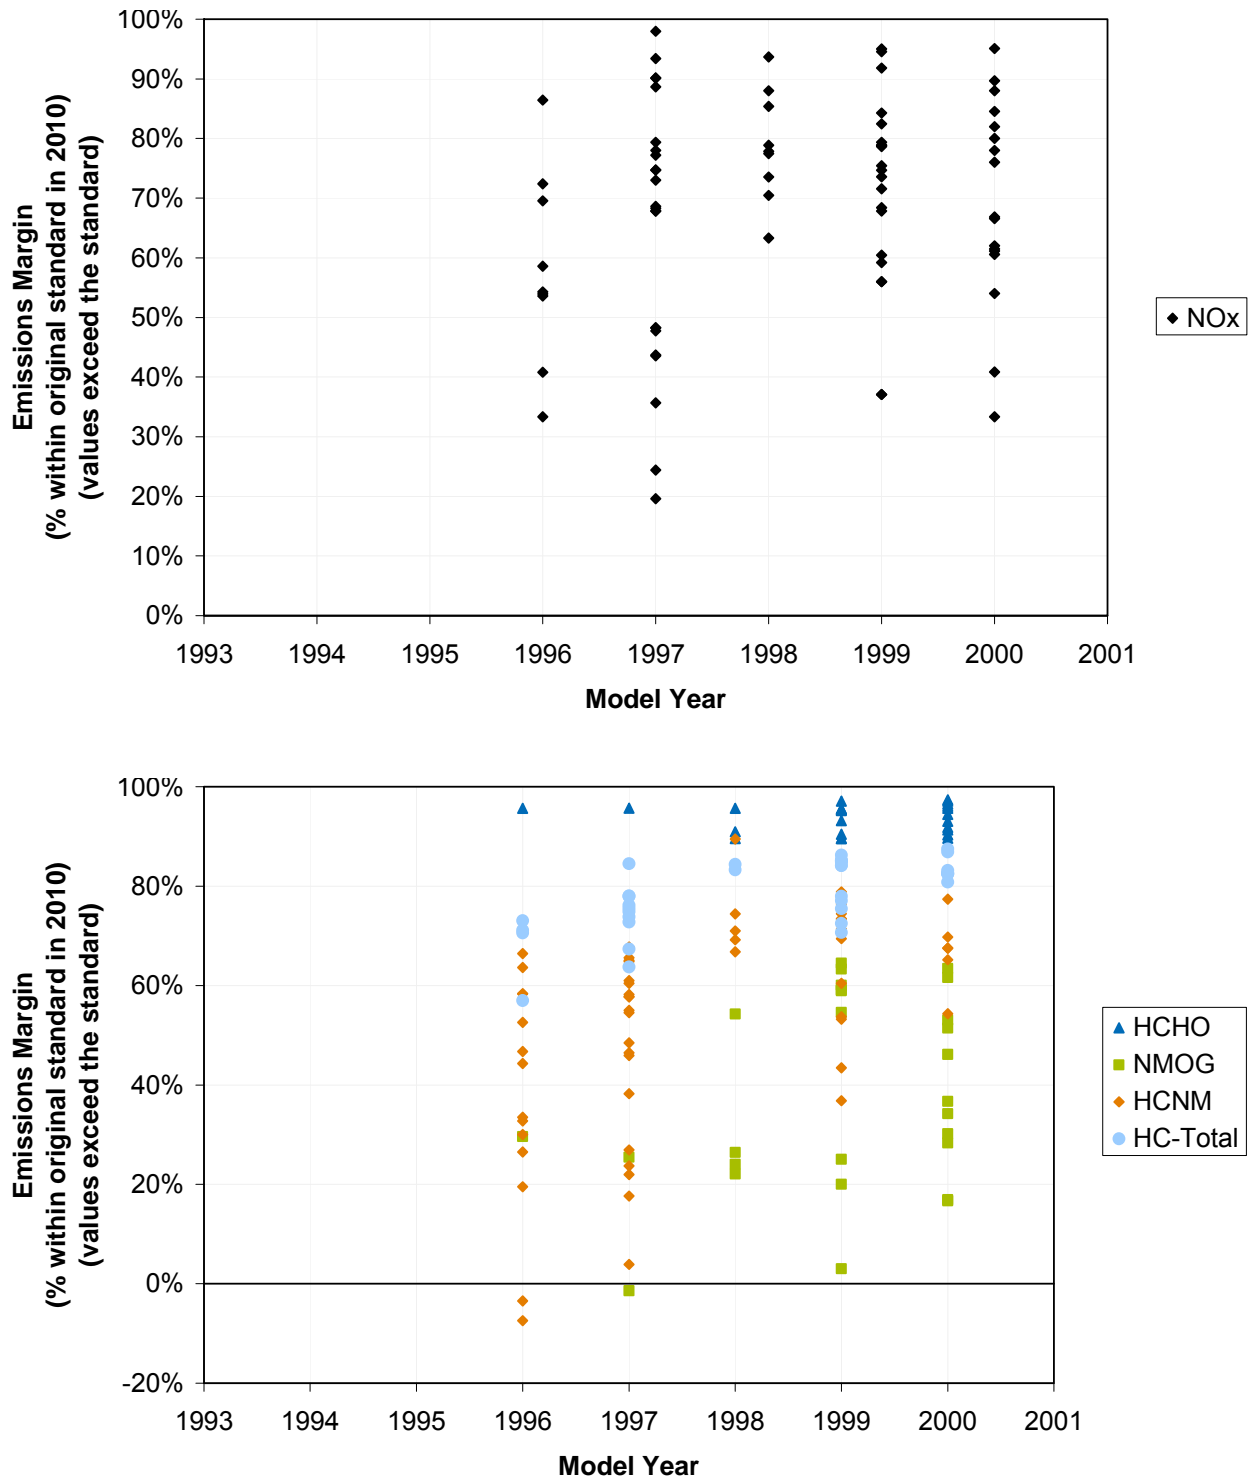 100%
90%
80%
70%
60%
50%
40%
30%
20%
10%
0%
Emissions Margin
(% within original standard in 2010)
(values exceed the standard)
NOx
1993 1994 1995 1996 1997 1998 1999 2000 2001
Model Year
100%
80%
60%
40%
20%
0%
-20%
Emissions Margin
(% within original standard in 2010)
(values exceed the standard)
HCHO
NMOG
HCNM
HC-Total
1993 1994 1995 1996 1997 1998 1999 2000 2001
Model Year